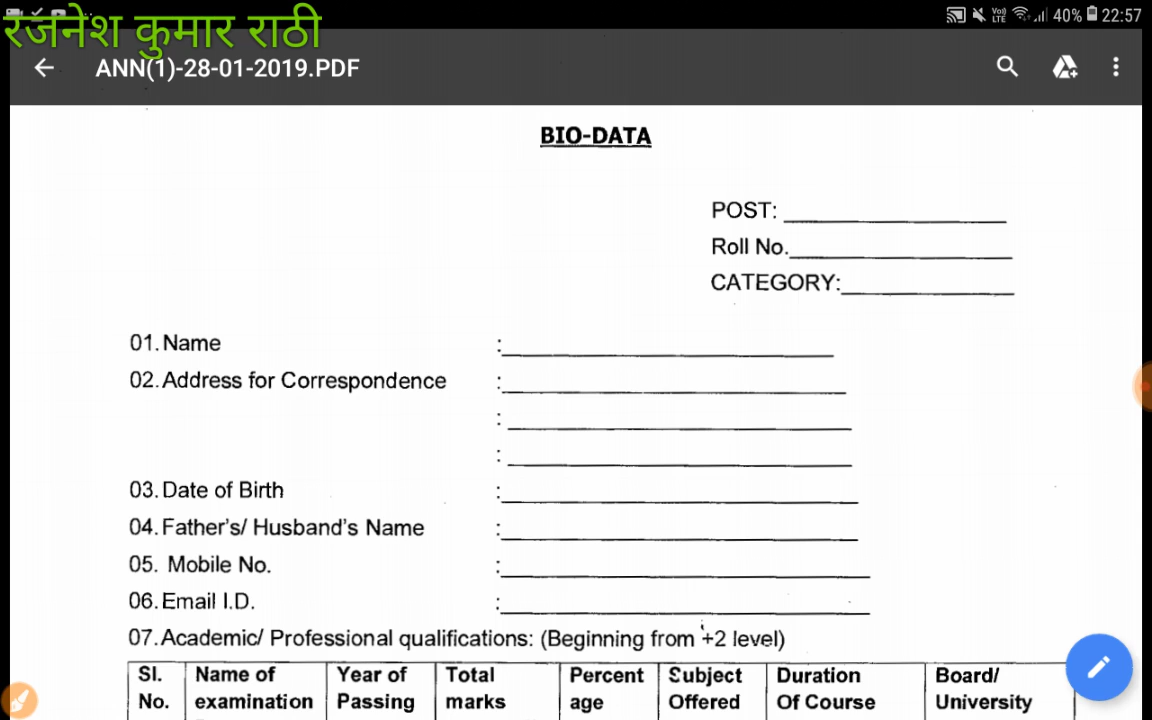 रजनेश कुमार राठी
Vo)) LTE 40% 22:57
ANN(1)-28-01-2019.PDF
BIO-DATA
POST:
Roll No.
CATEGORY:
01. Name :
02. Address for Correspondence :
:
:
03. Date of Birth :
04. Father's/ Husband's Name :
05. Mobile No. :
06. Email I.D. :
07. Academic/ Professional qualifications: (Beginning from +2 level)
Sl. Name of Year of Total Percent Subject Duration Board/
No. examination Passing marks age Offered Of Course University